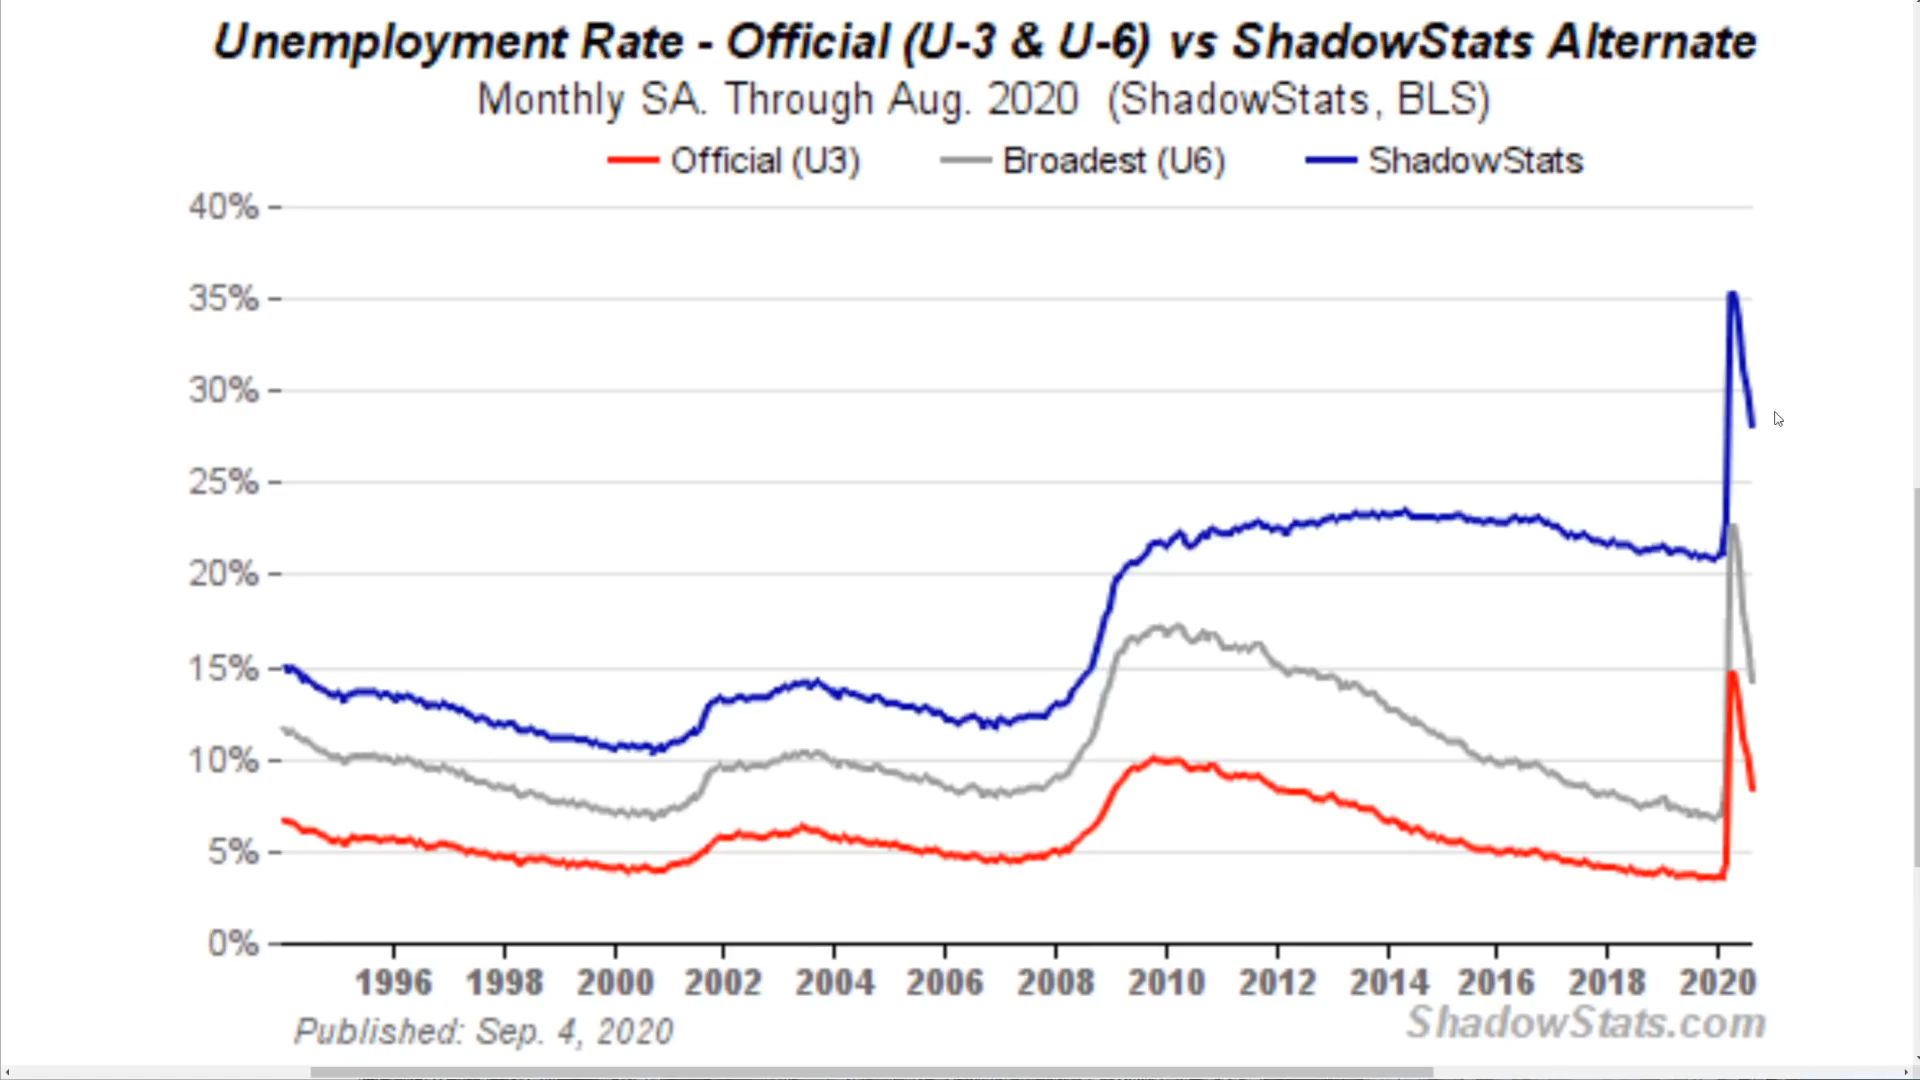 Unemployment Rate - Official (U-3 & U-6) vs ShadowStats Alternate
Monthly SA. Through Aug. 2020 (ShadowStats, BLS)
Official (U3) Broadest (U6) ShadowStats
40%
35%
30%
25%
20%
15%
10%
5%
0%
1996 1998 2000 2002 2004 2006 2008 2010 2012 2014 2016 2018 2020
Published: Sep. 4, 2020
ShadowStats.com